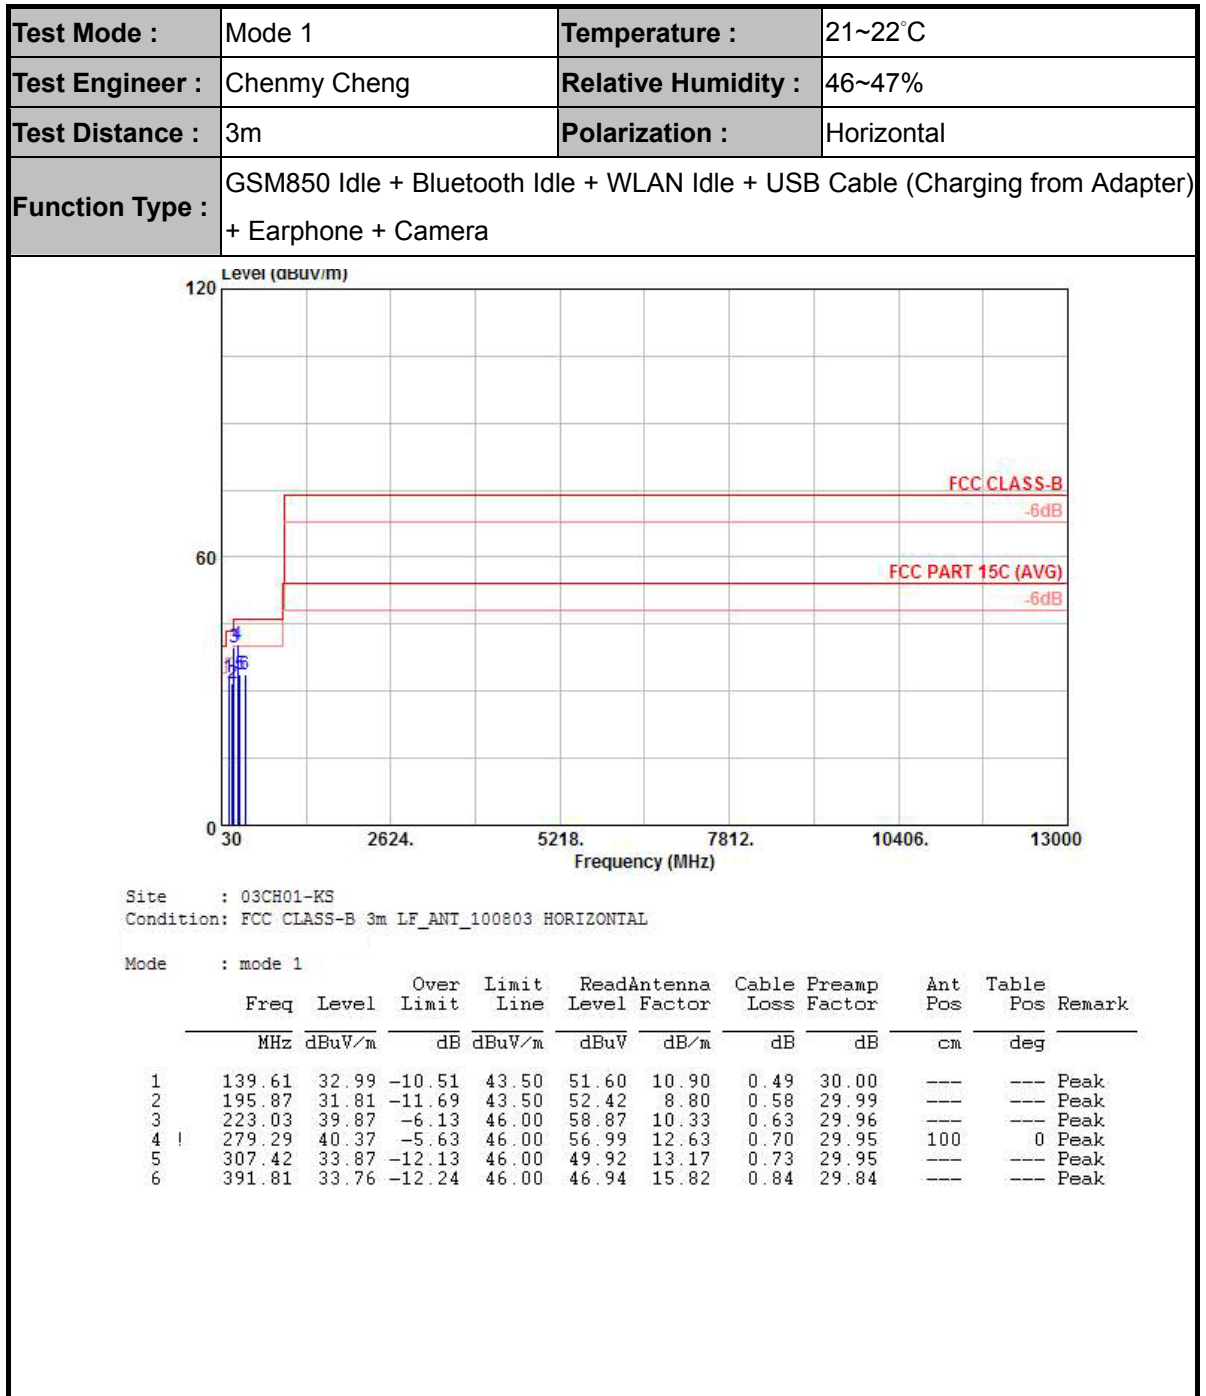 Test Mode : Mode 1 Temperature : 21~22°C
Test Engineer : Chenmy Cheng Relative Humidity : 46~47%
Test Distance : 3m Polarization : Horizontal
Function Type : GSM850 Idle + Bluetooth Idle + WLAN Idle + USB Cable (Charging from Adapter)
+ Earphone + Camera
Level (dBuV/m)
120
FCC CLASS-B
-6dB
60
FCC PART 15C (AVG)
-6dB
0
30 2624. 5218. 7812. 10406. 13000
Frequency (MHz)
Site : 03CH01-KS
Condition: FCC CLASS-B 3m LF_ANT_100803 HORIZONTAL
Mode : mode 1
Over Limit ReadAntenna Cable Preamp Ant Table
Freq Level Limit Line Level Factor Loss Factor Pos Pos Remark
MHz dBuV/m dB dBuV/m dBuV dB/m dB dB cm deg
1 139.61 32.99 -10.51 43.50 51.60 10.90 0.49 30.00 --- --- Peak
2 195.87 31.81 -11.69 43.50 52.42 8.80 0.58 29.99 --- --- Peak
3 223.03 39.87 -6.13 46.00 58.87 10.33 0.63 29.96 --- --- Peak
4 ! 279.29 40.37 -5.63 46.00 56.99 12.63 0.70 29.95 100 0 Peak
5 307.42 33.87 -12.13 46.00 49.92 13.17 0.73 29.95 --- --- Peak
6 391.81 33.76 -12.24 46.00 46.94 15.82 0.84 29.84 --- --- Peak